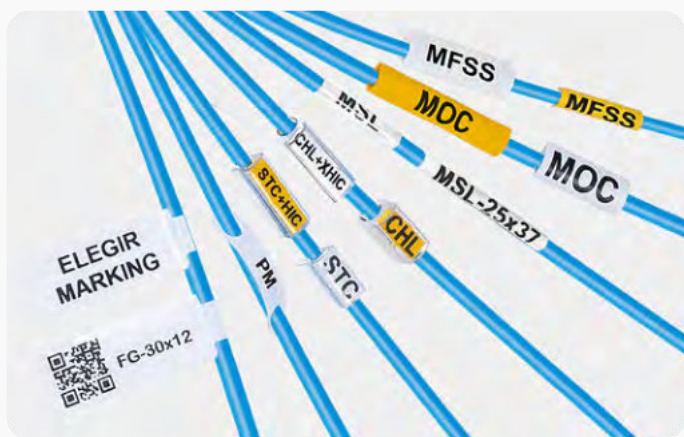 MFSS
MFSS
MOC
MOC
MSL
MSL-25x37
CHL+XHIC
CHL
STC+HIC
STC
PM
ELEGIR
MARKING
FG-30x12